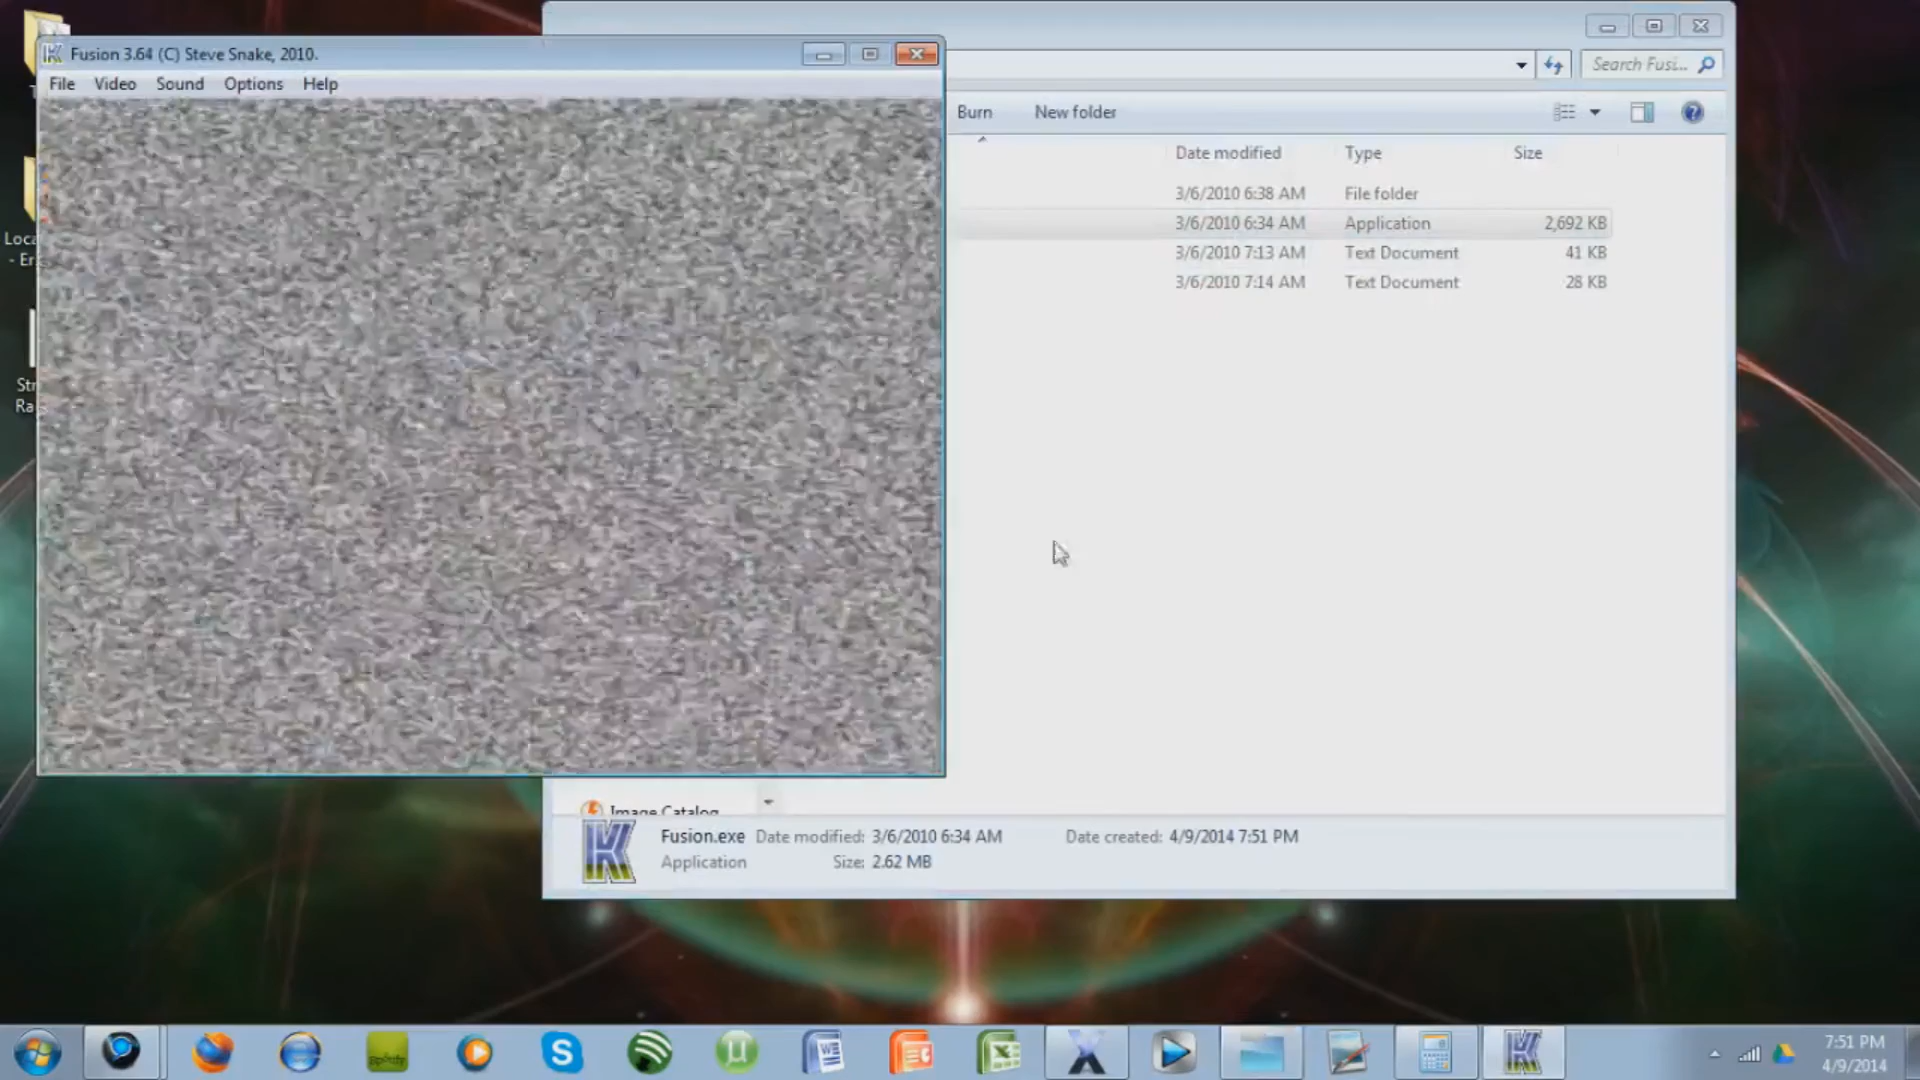 Fusion 3.64 (C) Steve Snake, 2010.
File Video Sound Options Help
Search Fusi...
Burn New folder
Date modified Type Size
3/6/2010 6:38 AM File folder
3/6/2010 6:34 AM Application 2,692 KB
3/6/2010 7:13 AM Text Document 41 KB
3/6/2010 7:14 AM Text Document 28 KB
Loca
- Eri
Str
Ra
Image Catalog
Fusion.exe Date modified: 3/6/2010 6:34 AM Date created: 4/9/2014 7:51 PM
Application Size: 2.62 MB
7:51 PM
4/9/2014